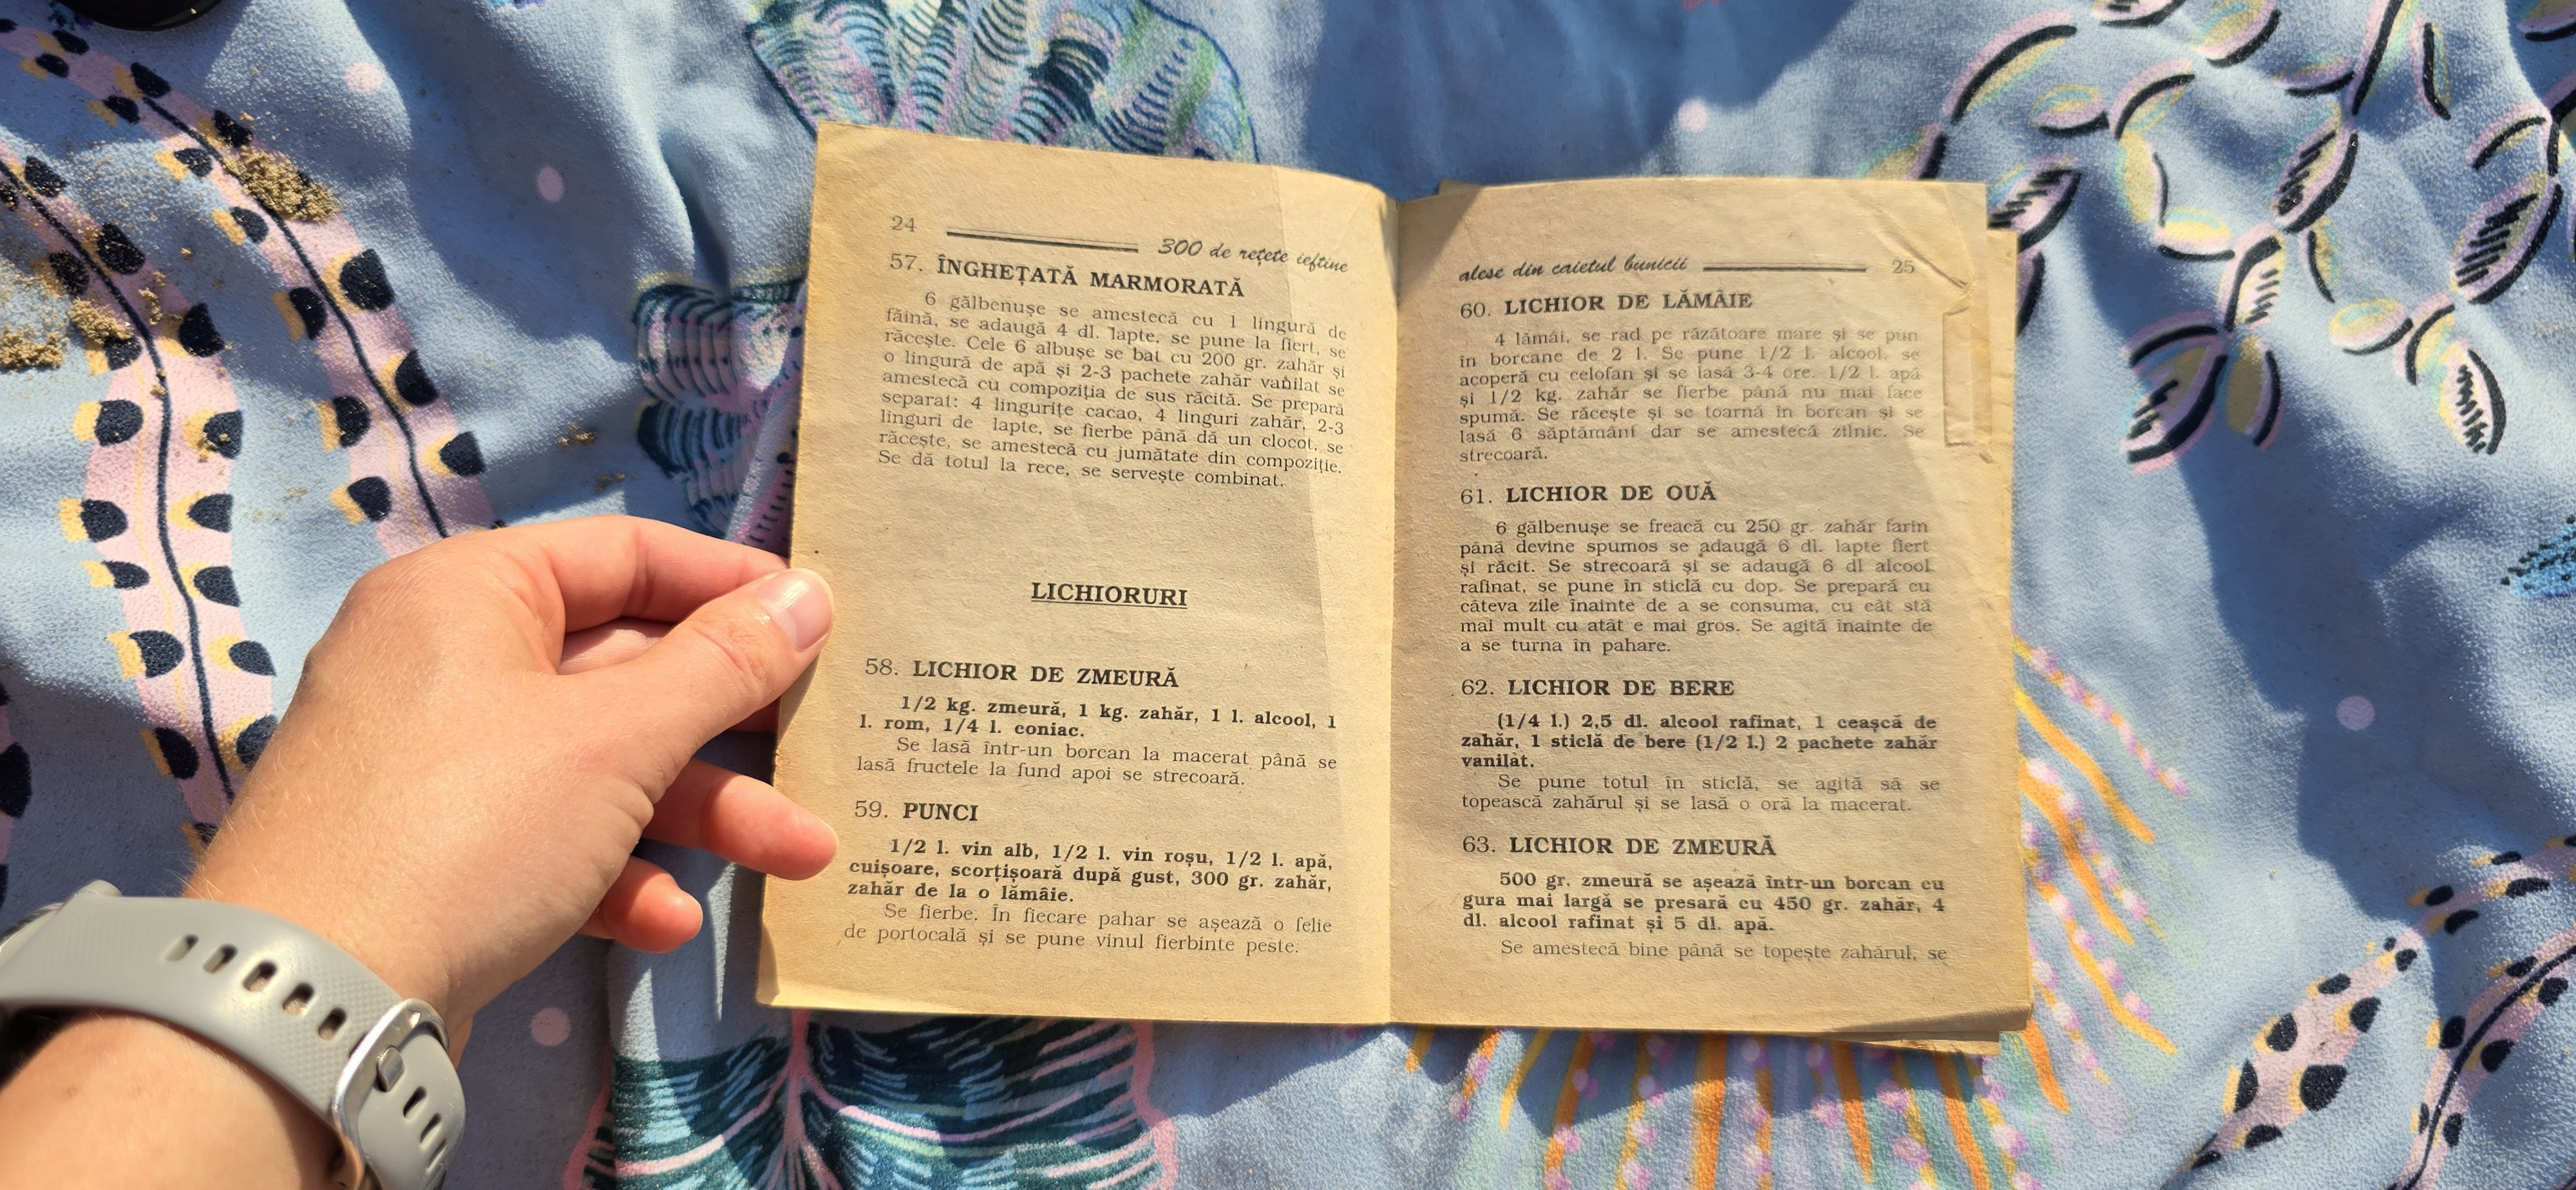 24
300 de rețete ieftine
57. ÎNGHEȚATĂ MARMORATĂ
6 gălbenușe se amestecă cu 1 lingură de
făină, se adaugă 4 dl. lapte, se pune la fiert, se
răcește. Cele 6 albușe se bat cu 200 gr. zahăr și
o lingură de apă și 2-3 pachete zahăr vanilat se
amestecă cu compoziția de sus răcită. Se prepară
separat: 4 lingurițe cacao, 4 linguri zahăr, 2-3
linguri de lapte, se fierbe până dă un clocot, se
răcește, se amestecă cu jumătate din compoziție.
Se dă totul la rece, se servește combinat.
LICHIORURI
58. LICHIOR DE ZMEURĂ
1/2 kg. zmeură, 1 kg. zahăr, 1 l. alcool, 1
l. rom, 1/4 l. coniac.
Se lasă într-un borcan la macerat până se
lasă fructele la fund apoi se strecoară.
59. PUNCI
1/2 l. vin alb, 1/2 l. vin roșu, 1/2 l. apă,
cuișoare, scorțișoară după gust, 300 gr. zahăr,
zahăr de la o lămâie.
Se fierbe. În fiecare pahar se așează o felie
de portocală și se pune vinul fierbinte peste.
alese din caietul bunicii
25
60. LICHIOR DE LĂMÂIE
4 lămâi, se rad pe răzătoare mare și se pun
în borcane de 2 l. Se pune 1/2 l. alcool, se
acoperă cu celofan și se lasă 3-4 ore. 1/2 l. apă
și 1/2 kg. zahăr se fierbe până nu mai face
spumă. Se răcește și se toarnă în borcan și se
lasă 6 săptămâni dar se amestecă zilnic. Se
strecoară.
61. LICHIOR DE OUĂ
6 gălbenușe se freacă cu 250 gr. zahăr farin
până devine spumos se adaugă 6 dl. lapte fiert
și răcit. Se strecoară și se adaugă 6 dl alcool
rafinat, se pune în sticlă cu dop. Se prepară cu
câteva zile înainte de a se consuma, cu cât stă
mai mult cu atât e mai gros. Se agită înainte de
a se turna în pahare.
62. LICHIOR DE BERE
(1/4 l.) 2,5 dl. alcool rafinat, 1 ceașcă de
zahăr, 1 sticlă de bere (1/2 l.) 2 pachete zahăr
vanilat.
Se pune totul în sticlă, se agită să se
topească zahărul și se lasă o oră la macerat.
63. LICHIOR DE ZMEURĂ
500 gr. zmeură se așează într-un borcan cu
gura mai largă se presară cu 450 gr. zahăr, 4
dl. alcool rafinat și 5 dl. apă.
Se amestecă bine până se topește zahărul, se